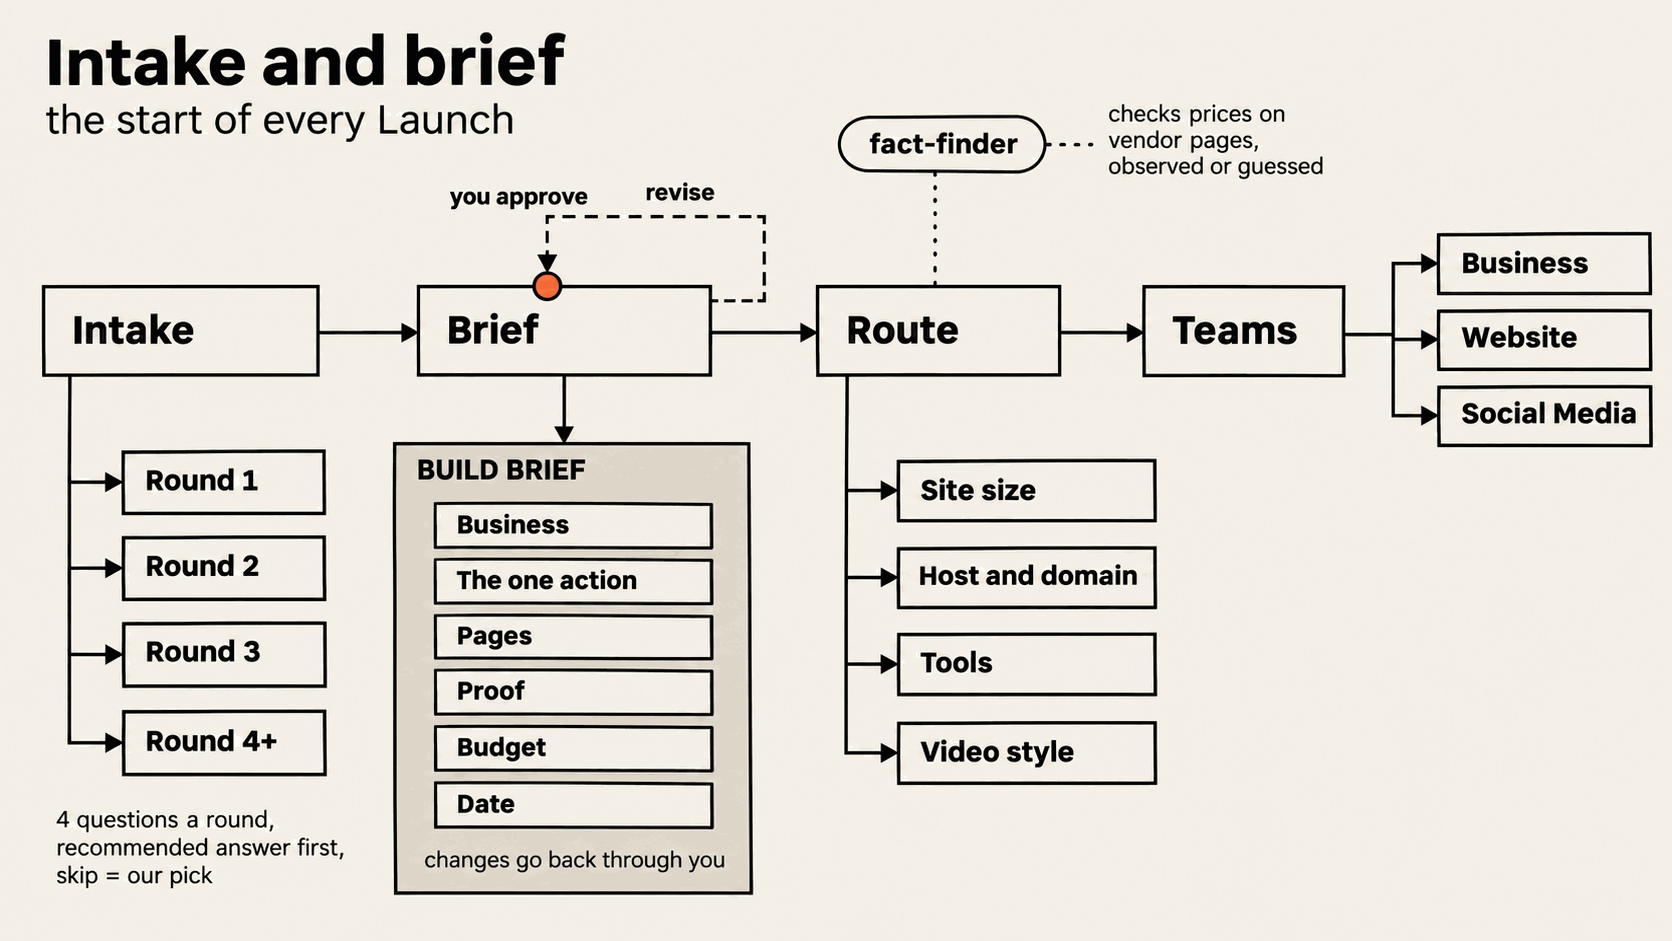 Intake and brief
the start of every Launch
fact-finder
checks prices on
vendor pages,
observed or guessed
you approve
revise
Intake
Brief
Route
Teams
Business
Website
Social Media
Round 1
Round 2
Round 3
Round 4+
4 questions a round,
recommended answer first,
skip = our pick
BUILD BRIEF
Business
The one action
Pages
Proof
Budget
Date
changes go back through you
Site size
Host and domain
Tools
Video style